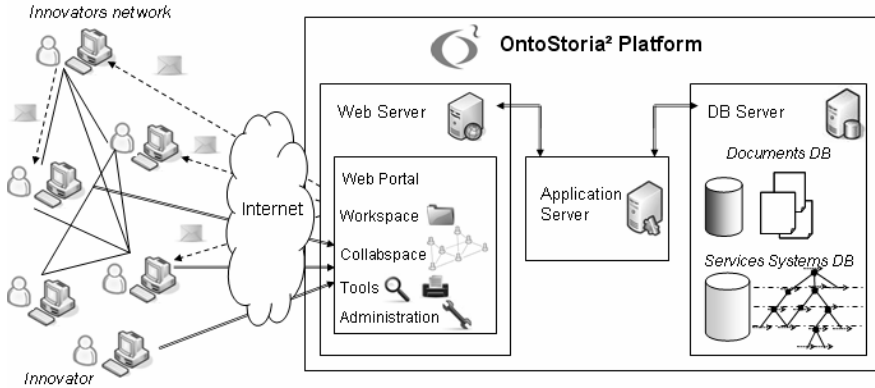 Innovators network
OntoStoria² Platform
Web Server
DB Server
Documents DB
Web Portal
Application
Server
Workspace
Internet
Collabspace
Services Systems DB
Tools
Administration
Innovator